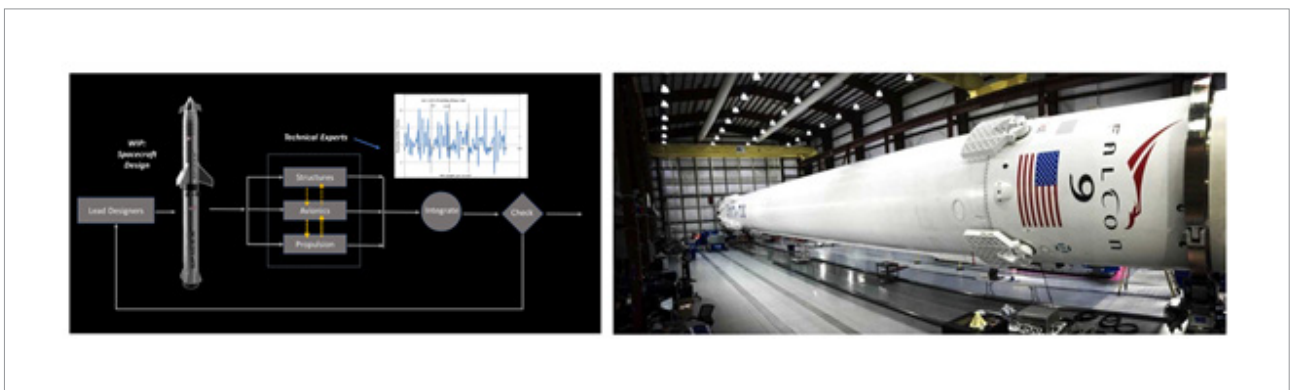 WIP:
Spacecraft
Design
Technical Experts
Lead Designers
Structures
Avionics
Propulsion
Integrate
Check
FALCON
9